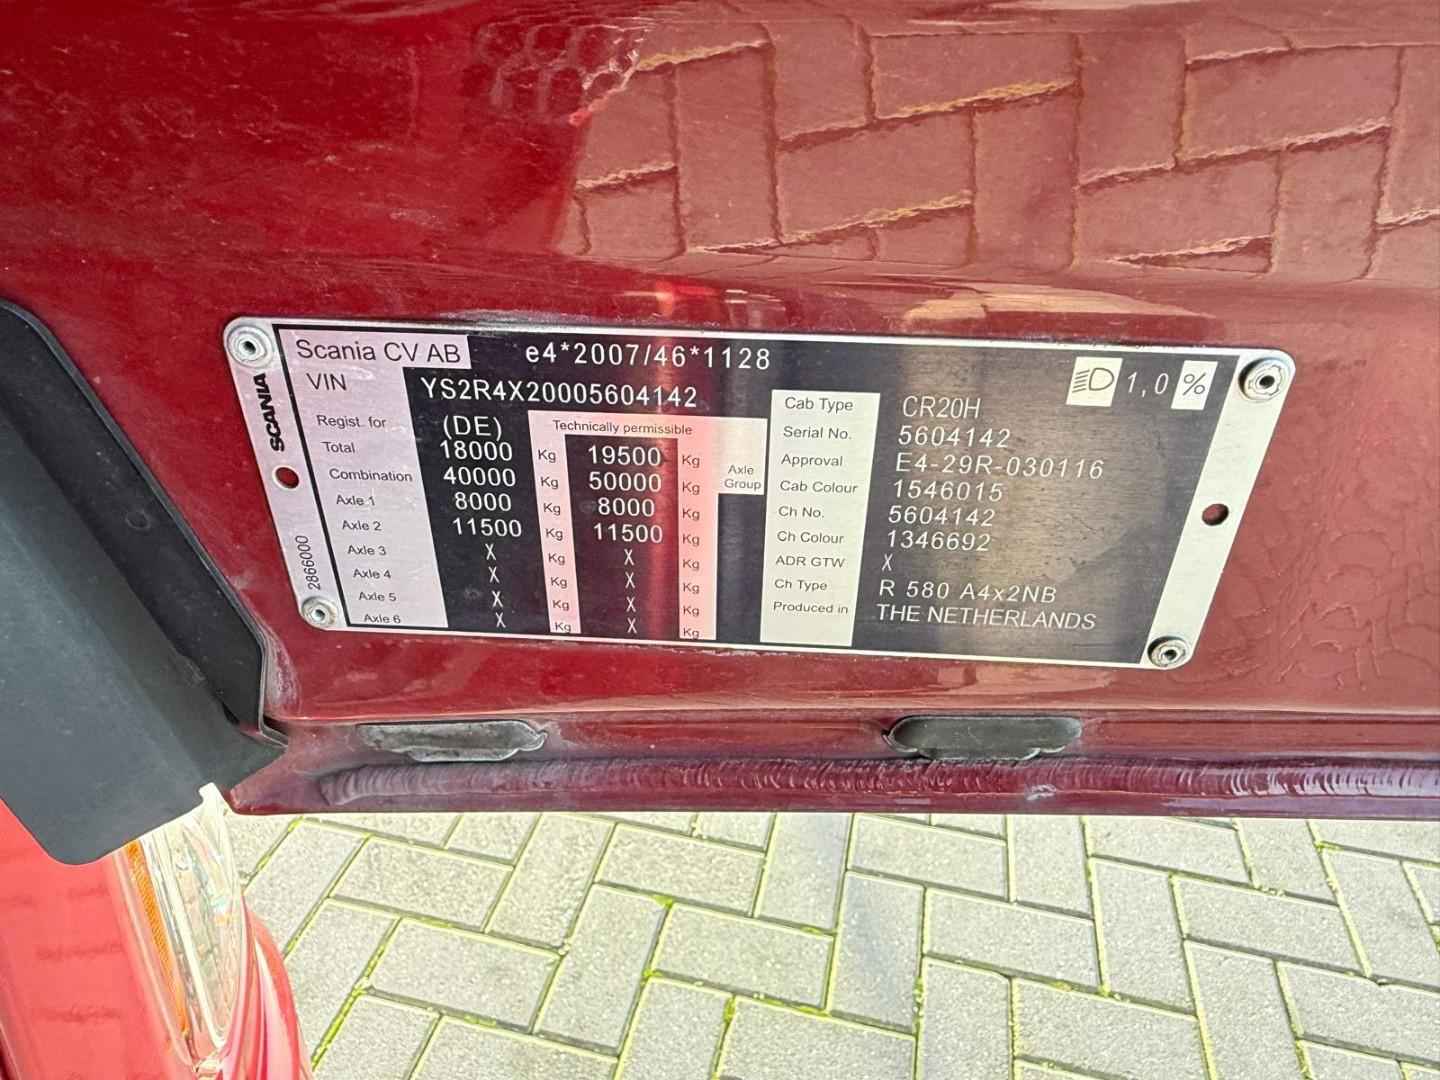 Scania CV AB e4*2007/46*1128
VIN YS2R4X20005604142 1,0 %
SCANIA
2866000
Regist. for (DE) Technically permissible
Total 18000 Kg 19500 Kg
Combination 40000 Kg 50000 Kg Axle Group
Axle 1 8000 Kg 8000 Kg
Axle 2 11500 Kg 11500 Kg
Axle 3 X Kg X Kg
Axle 4 X Kg X Kg
Axle 5 X Kg X Kg
Axle 6 X Kg X Kg
Cab Type CR20H
Serial No. 5604142
Approval E4-29R-030116
Cab Colour 1546015
Ch No. 5604142
Ch Colour 1346692
ADR GTW X
Ch Type R 580 A4x2NB
Produced in THE NETHERLANDS